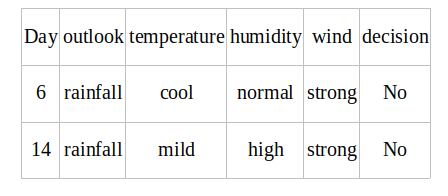 Day outlook temperature humidity wind decision
6 rainfall cool normal strong No
14 rainfall mild high strong No